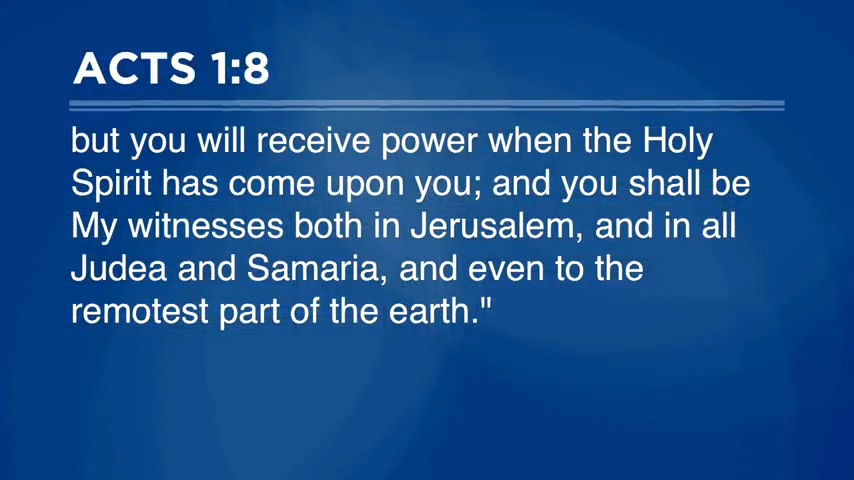 ACTS 1:8
but you will receive power when the Holy
Spirit has come upon you; and you shall be
My witnesses both in Jerusalem, and in all
Judea and Samaria, and even to the
remotest part of the earth."